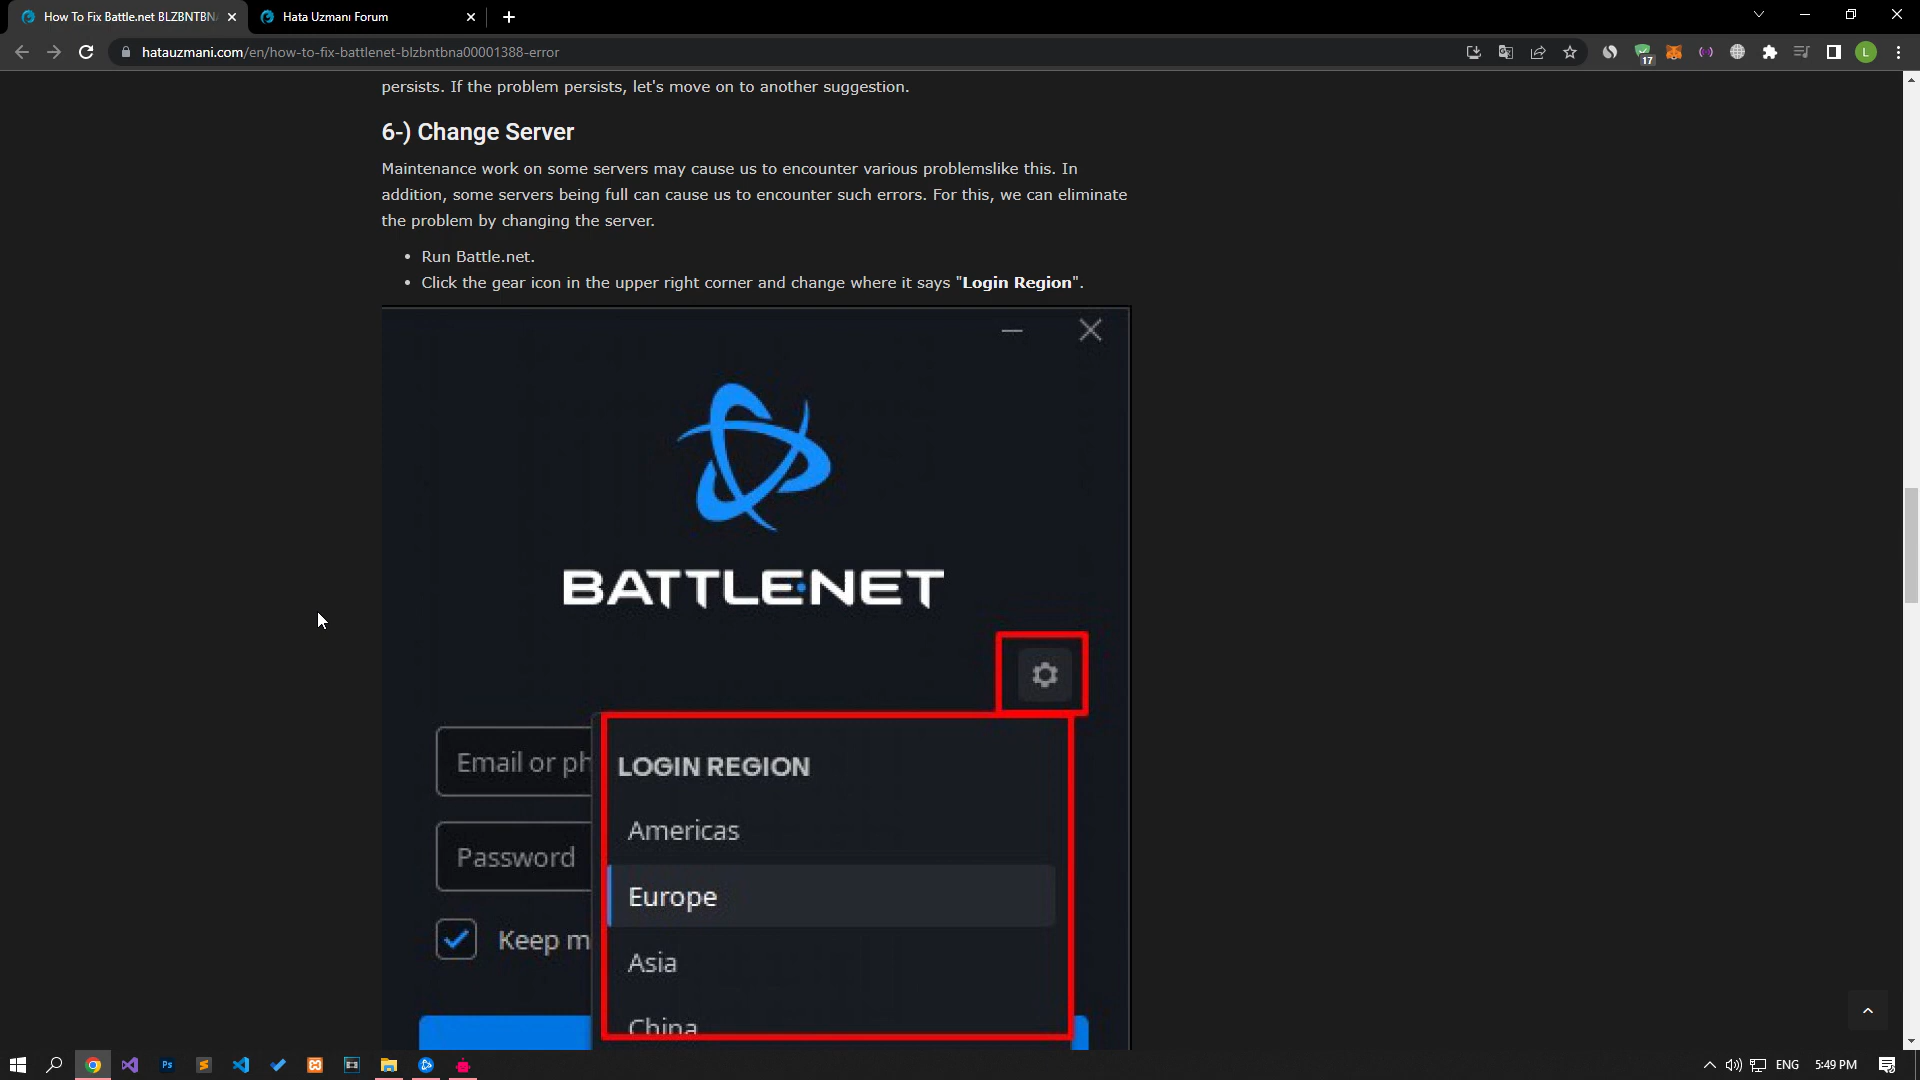 How To Fix Battle.net BLZBNTBN
Hata Uzmanı Forum
hatauzmani.com/en/how-to-fix-battlenet-blzbntbna00001388-error
17
L
persists. If the problem persists, let's move on to another suggestion.
6-) Change Server
Maintenance work on some servers may cause us to encounter various problemslike this. In
addition, some servers being full can cause us to encounter such errors. For this, we can eliminate
the problem by changing the server.
• Run Battle.net.
• Click the gear icon in the upper right corner and change where it says "Login Region".
BATTLE.NET
Email or ph
LOGIN REGION
Americas
Password
Europe
Keep m
Asia
China
Ps
ENG
5:49 PM